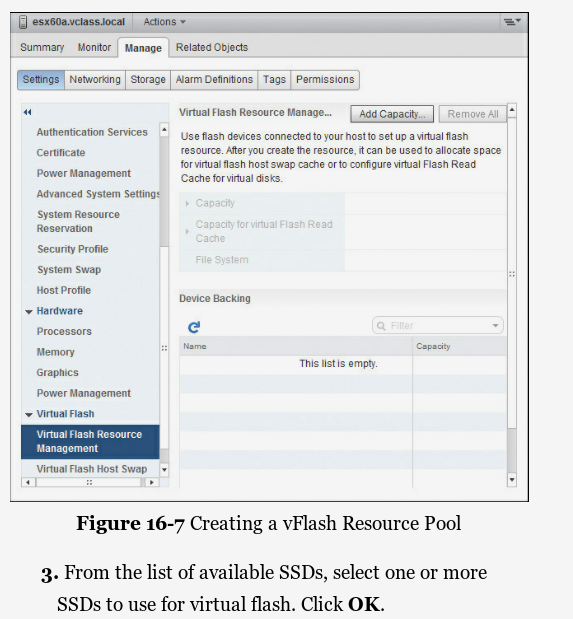 esx60a.vclass.local Actions
Summary Monitor Manage Related Objects
Settings Networking Storage Alarm Definitions Tags Permissions
Authentication Services
Certificate
Power Management
Advanced System Settings
System Resource
Reservation
Security Profile
System Swap
Host Profile
Hardware
Processors
Memory
Graphics
Power Management
Virtual Flash
Virtual Flash Resource
Management
Virtual Flash Host Swap
Virtual Flash Resource Manage... Add Capacity... Remove All
Use flash devices connected to your host to set up a virtual flash
resource. After you create the resource, it can be used to allocate space
for virtual flash host swap cache or to configure virtual Flash Read
Cache for virtual disks.
Capacity
Capacity for virtual Flash Read
Cache
File System
Device Backing
Filter
Name Capacity
This list is empty.
Figure 16-7 Creating a vFlash Resource Pool
3. From the list of available SSDs, select one or more
SSDs to use for virtual flash. Click OK.